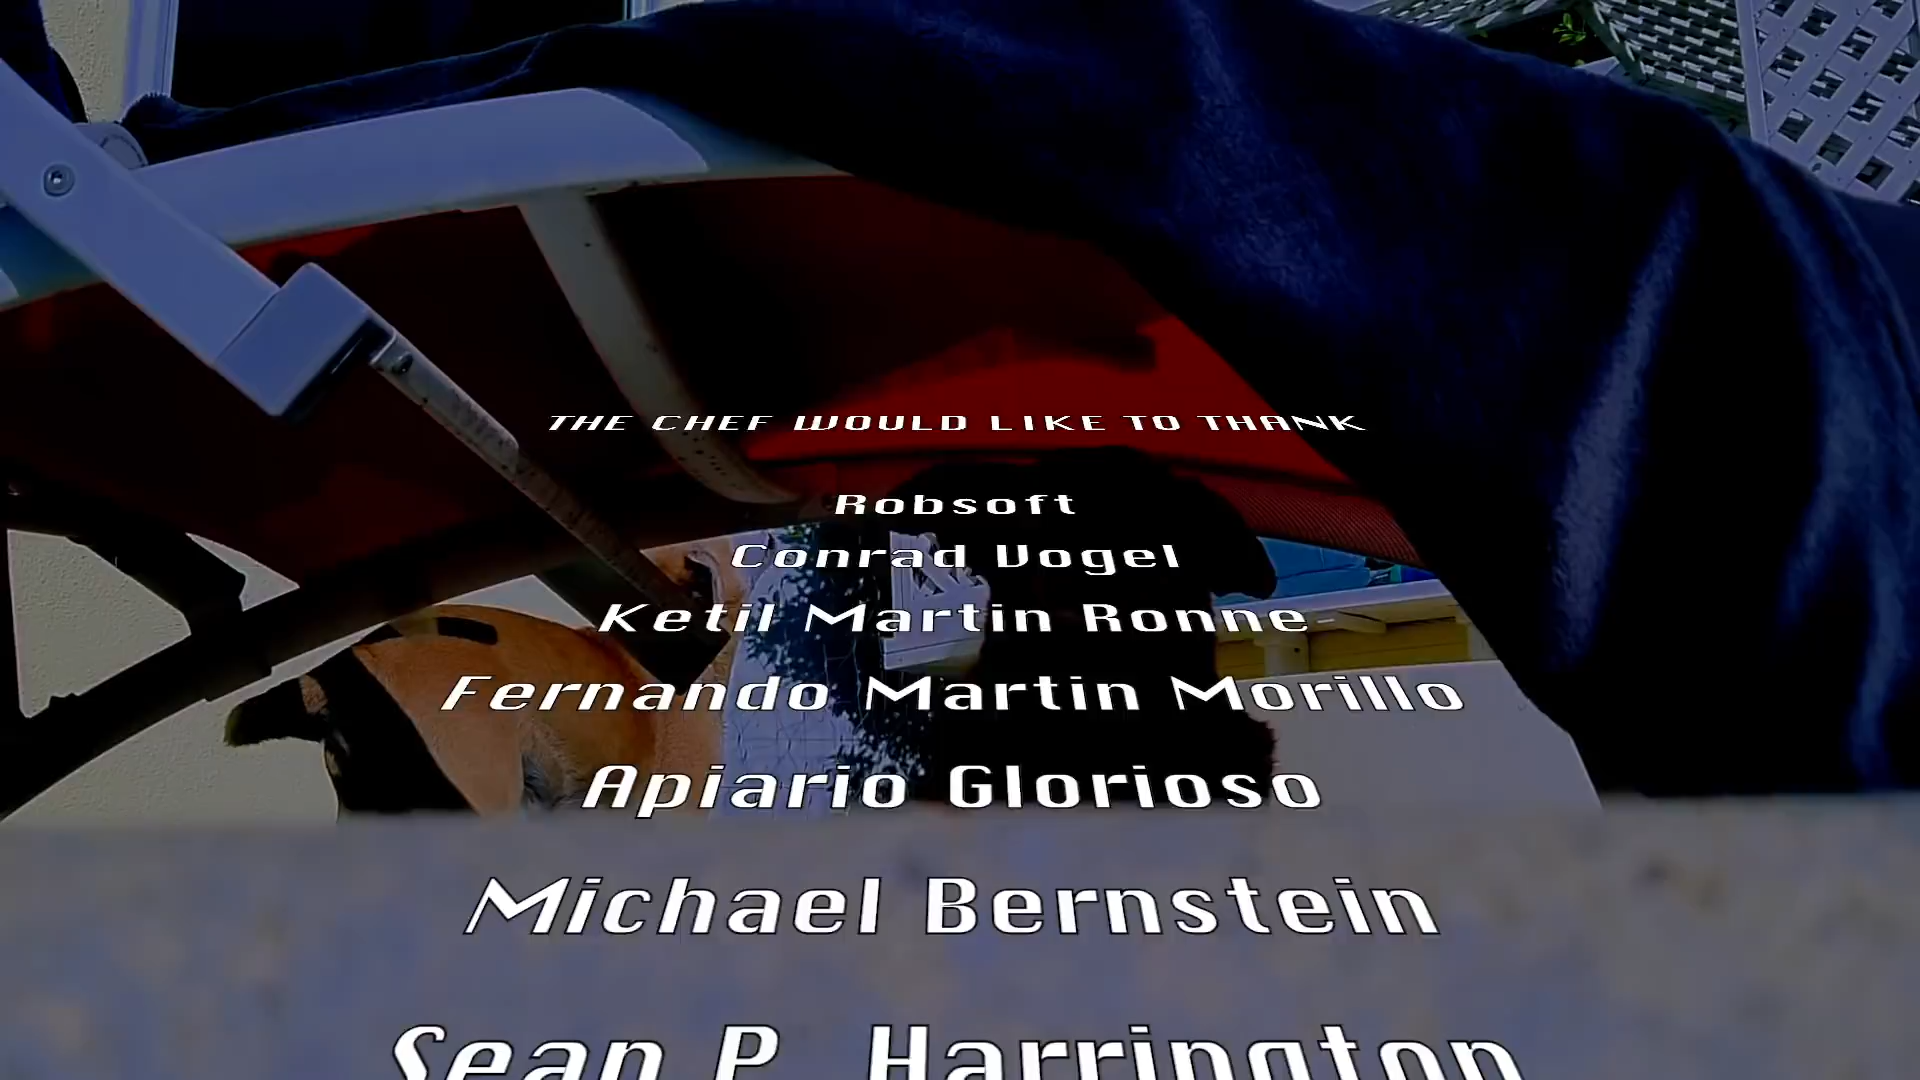 THE CHEF WOULD LIKE TO THANK
Robsoft
Conrad Vogel
Ketil Martin Ronne
Fernando Martin Morillo
Apiario Glorioso
Michael Bernstein
Sean P. Harrington